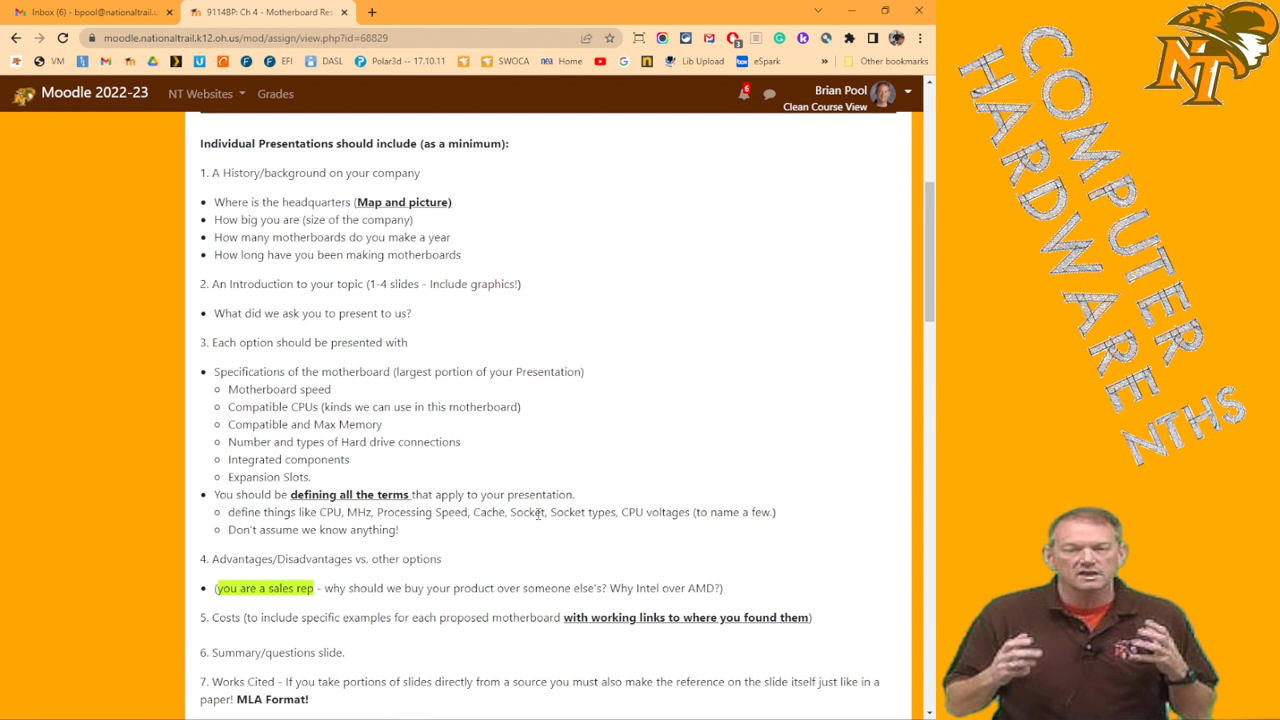 Inbox (6) - bpool@nationaltrail.us
9114BP: Ch 4 - Motherboard Res
moodle.nationaltrail.k12.oh.us/mod/assign/view.php?id=68829
VM
EFI
DASL
Polar3d -- 17.10.11
SWOCA
nea Home
Lib Upload
box eSpark
Other bookmarks
Moodle 2022-23
NT Websites
Grades
6
Brian Pool
Clean Course View
Individual Presentations should include (as a minimum):
1. A History/background on your company
Where is the headquarters (Map and picture)
How big you are (size of the company)
How many motherboards do you make a year
How long have you been making motherboards
2. An Introduction to your topic (1-4 slides - Include graphics!)
What did we ask you to present to us?
3. Each option should be presented with
Specifications of the motherboard (largest portion of your Presentation)
Motherboard speed
Compatible CPUs (kinds we can use in this motherboard)
Compatible and Max Memory
Number and types of Hard drive connections
Integrated components
Expansion Slots.
You should be defining all the terms that apply to your presentation.
define things like CPU, MHz, Processing Speed, Cache, Socket, Socket types, CPU voltages (to name a few.)
Don't assume we know anything!
4. Advantages/Disadvantages vs. other options
(you are a sales rep - why should we buy your product over someone else's? Why Intel over AMD?)
5. Costs (to include specific examples for each proposed motherboard with working links to where you found them)
6. Summary/questions slide.
7. Works Cited - If you take portions of slides directly from a source you must also make the reference on the slide itself just like in a
paper! MLA Format!
NT
COMPUTER
HARDWARE
NTHS